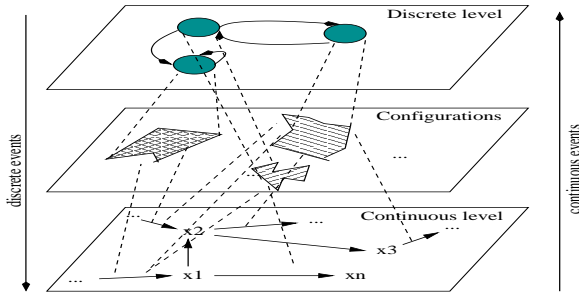 Discrete level
Configurations
...
...
discrete events
continuous events
Continuous level
...
...
...
x2
x3
...
x1
xn